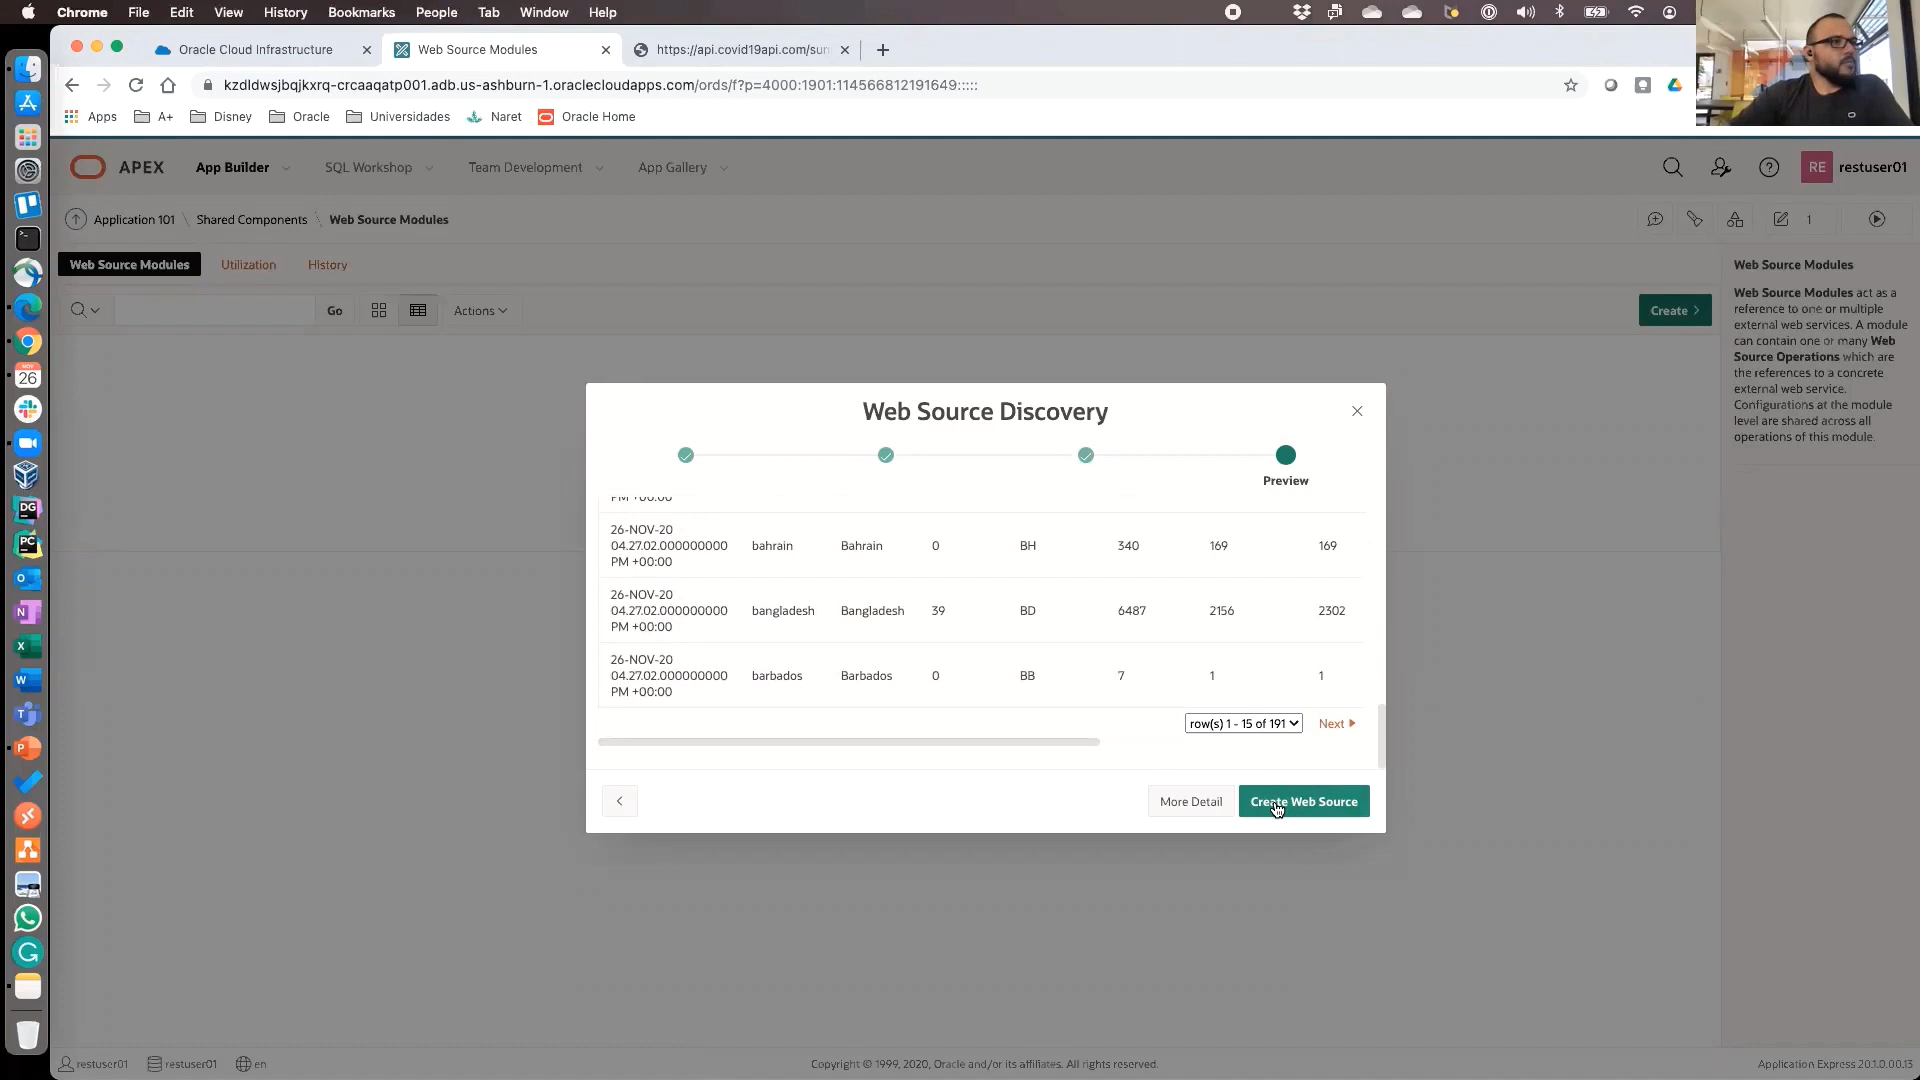 Chrome File Edit View History Bookmarks People Tab Window Help
Oracle Cloud Infrastructure
Web Source Modules
https://api.covid19api.com/sum
kzdldwsjbqjkxrq-crcaaqatp001.adb.us-ashburn-1.oraclecloudapps.com/ords/f?p=4000:1901:114566812191649:::::
Apps A+ Disney Oracle Universidades Naret Oracle Home
APEX App Builder SQL Workshop Team Development App Gallery RE restuser01
Application 101 \ Shared Components \ Web Source Modules 1
Web Source Modules Utilization History
Go Actions Create
Web Source Modules
Web Source Modules act as a
reference to one or multiple
external web services. A module
can contain one or many Web
Source Operations which are
the references to a concrete
external web service.
Configurations at the module
level are shared across all
operations of this module.
NOV
26
DG
PC
Web Source Discovery
Preview
PM +00:00
26-NOV-20
04.27.02.000000000 bahrain Bahrain 0 BH 340 169 169
PM +00:00
26-NOV-20
04.27.02.000000000 bangladesh Bangladesh 39 BD 6487 2156 2302
PM +00:00
26-NOV-20
04.27.02.000000000 barbados Barbados 0 BB 7 1 1
PM +00:00
row(s) 1 - 15 of 191 Next
More Detail Create Web Source
restuser01 restuser01 en
Copyright © 1999, 2020, Oracle and/or its affiliates. All rights reserved.
Application Express 20.1.0.00.13